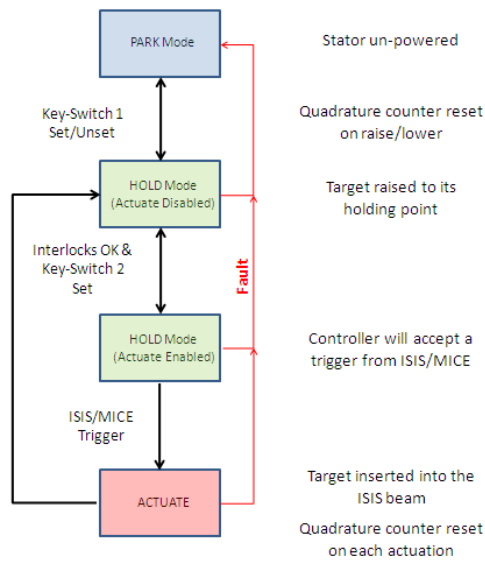 PARK Mode
Stator un-powered
Key-Switch 1
Set/Unset
Quadrature counter reset
on raise/lower
HOLD Mode
(Actuate Disabled)
Target raised to its
holding point
Interlocks OK &
Key-Switch 2
Set
Fault
HOLD Mode
(Actuate Enabled)
Controller will accept a
trigger from ISIS/MICE
ISIS/MICE
Trigger
ACTUATE
Target inserted into the
ISIS beam
Quadrature counter reset
on each actuation